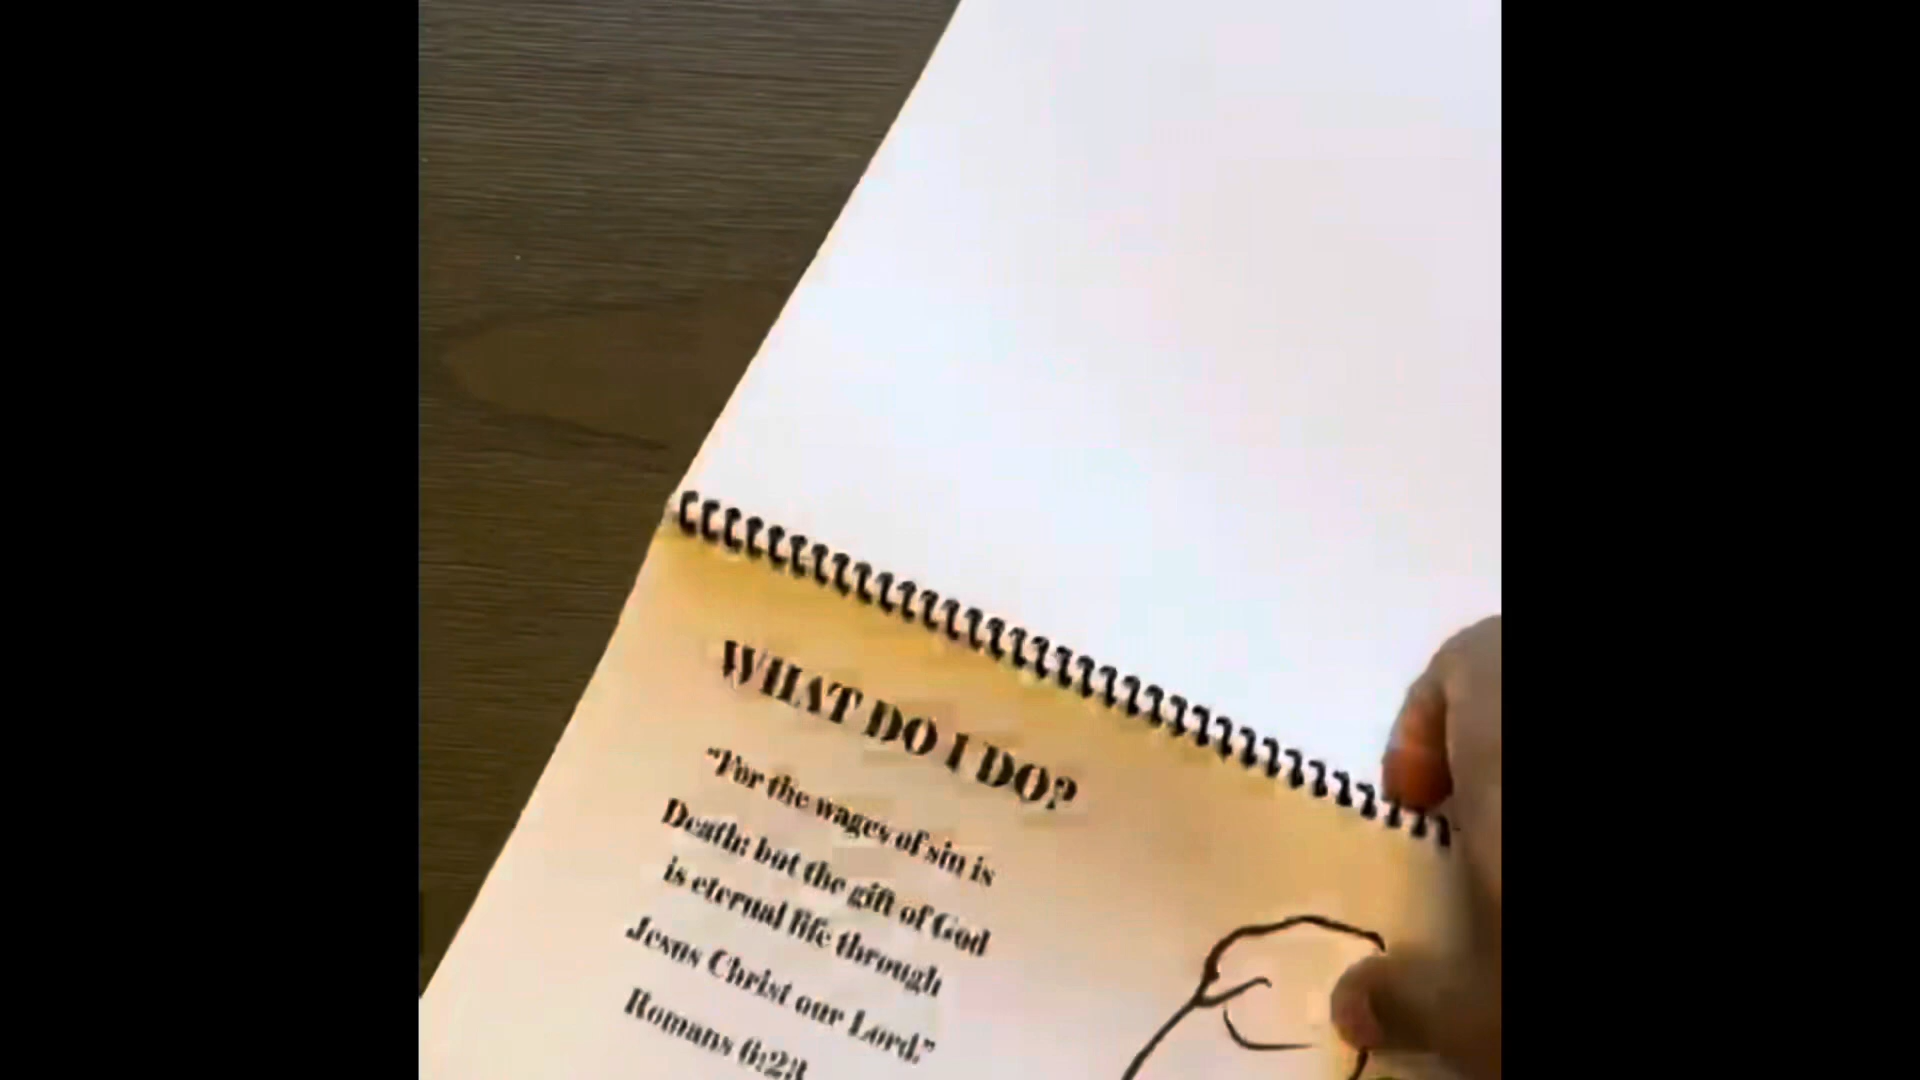 WHAT DO I DO?
“For the wages of sin is
Death: but the gift of God
is eternal life through
Jesus Christ our Lord.”
Romans 6:23